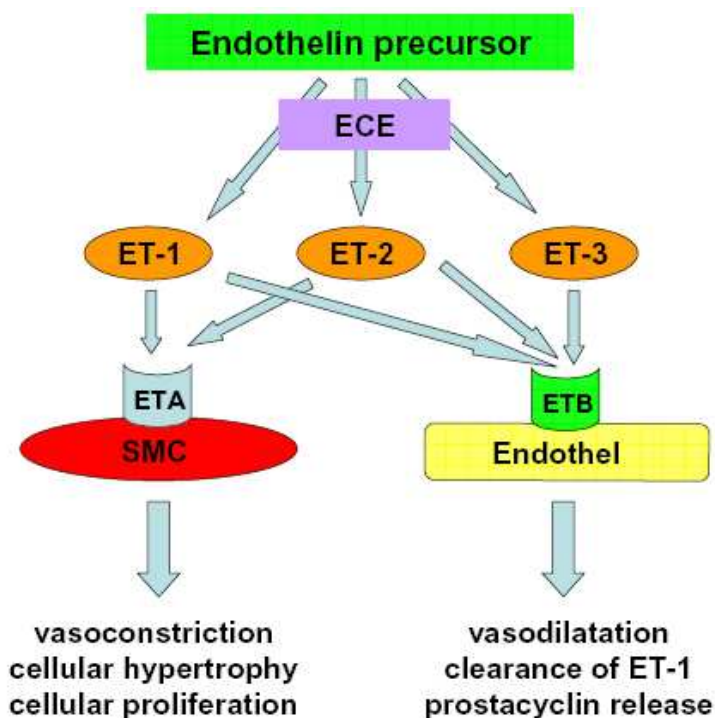 Endothelin precursor
ECE
ET-1
ET-2
ET-3
ETA
ETB
SMC
Endothel
vasoconstriction
cellular hypertrophy
cellular proliferation
vasodilatation
clearance of ET-1
prostacyclin release